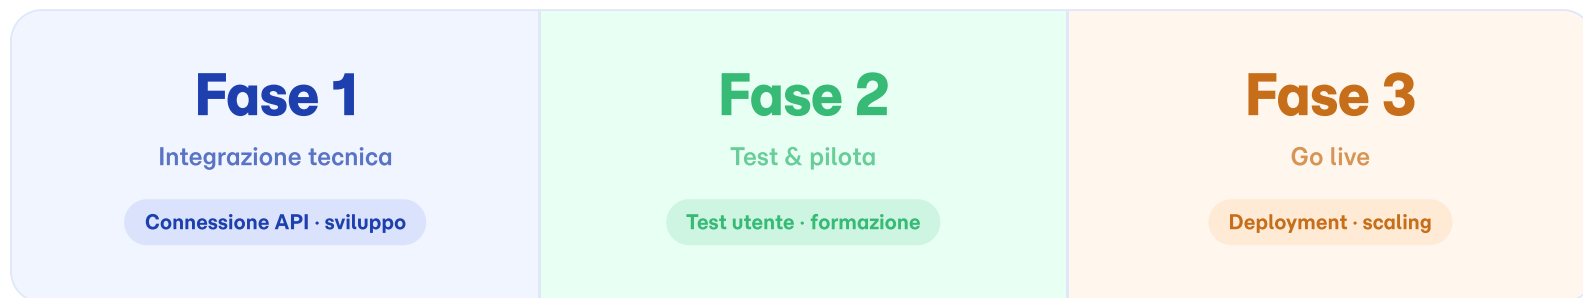 Fase 1
Integrazione tecnica
Connessione API · sviluppo
Fase 2
Test & pilota
Test utente · formazione
Fase 3
Go live
Deployment · scaling